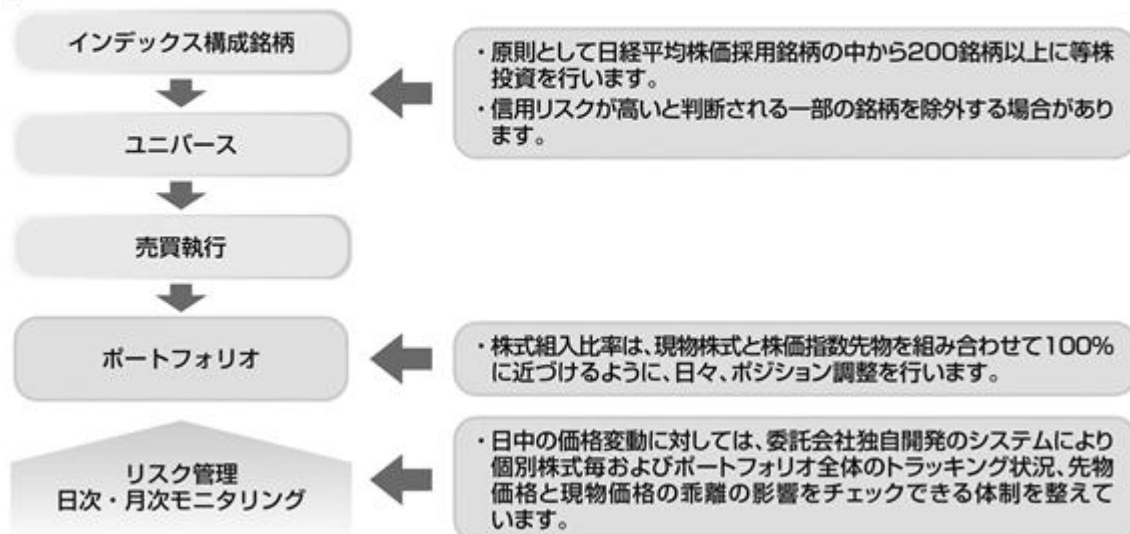 インデックス構成銘柄
・原則として日経平均株価採用銘柄の中から200銘柄以上に等株
投資を行います。
・信用リスクが高いと判断される一部の銘柄を除外する場合があり
ます。
ユニバース
売買執行
ポートフォリオ
・株式組入比率は、現物株式と株価指数先物を組み合わせて100%
に近づけるように、日々、ポジション調整を行います。
リスク管理
日次・月次モニタリング
・日中の価格変動に対しては、委託会社独自開発のシステムにより
個別株式毎およびポートフォリオ全体のトラッキング状況、先物
価格と現物価格の乖離の影響をチェックできる体制を整えて
います。